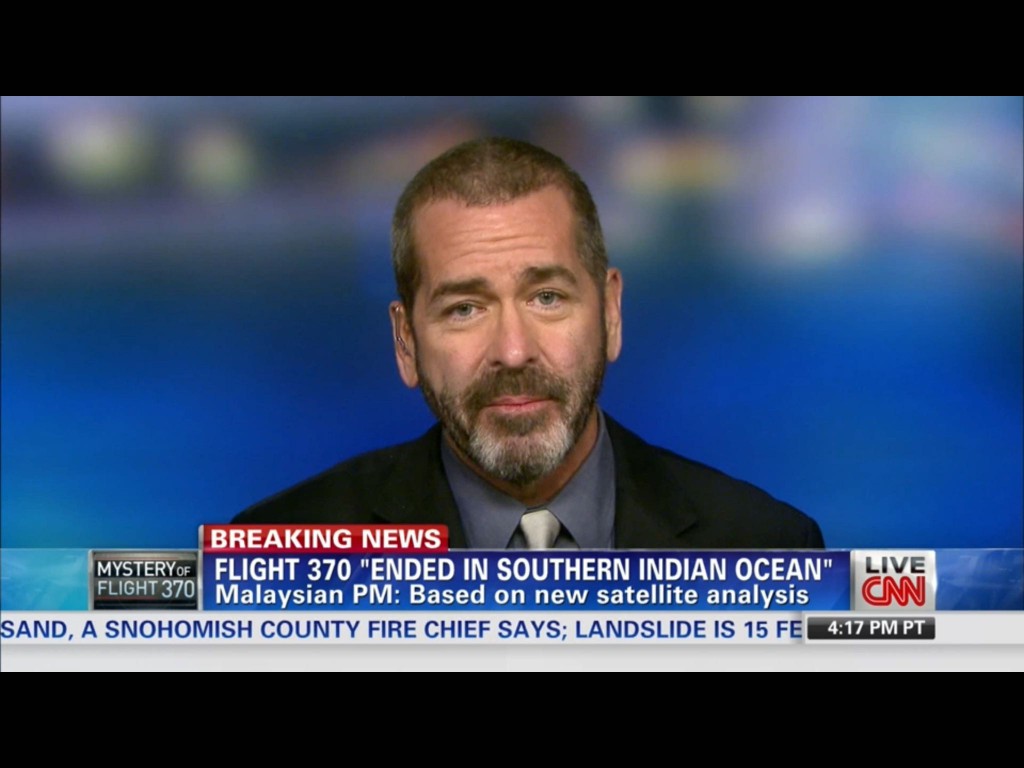 BREAKING NEWS
MYSTERY OF
FLIGHT 370
FLIGHT 370 "ENDED IN SOUTHERN INDIAN OCEAN"
Malaysian PM: Based on new satellite analysis
LIVE
CNN
SAND, A SNOHOMISH COUNTY FIRE CHIEF SAYS; LANDSLIDE IS 15 FE
4:17 PM PT